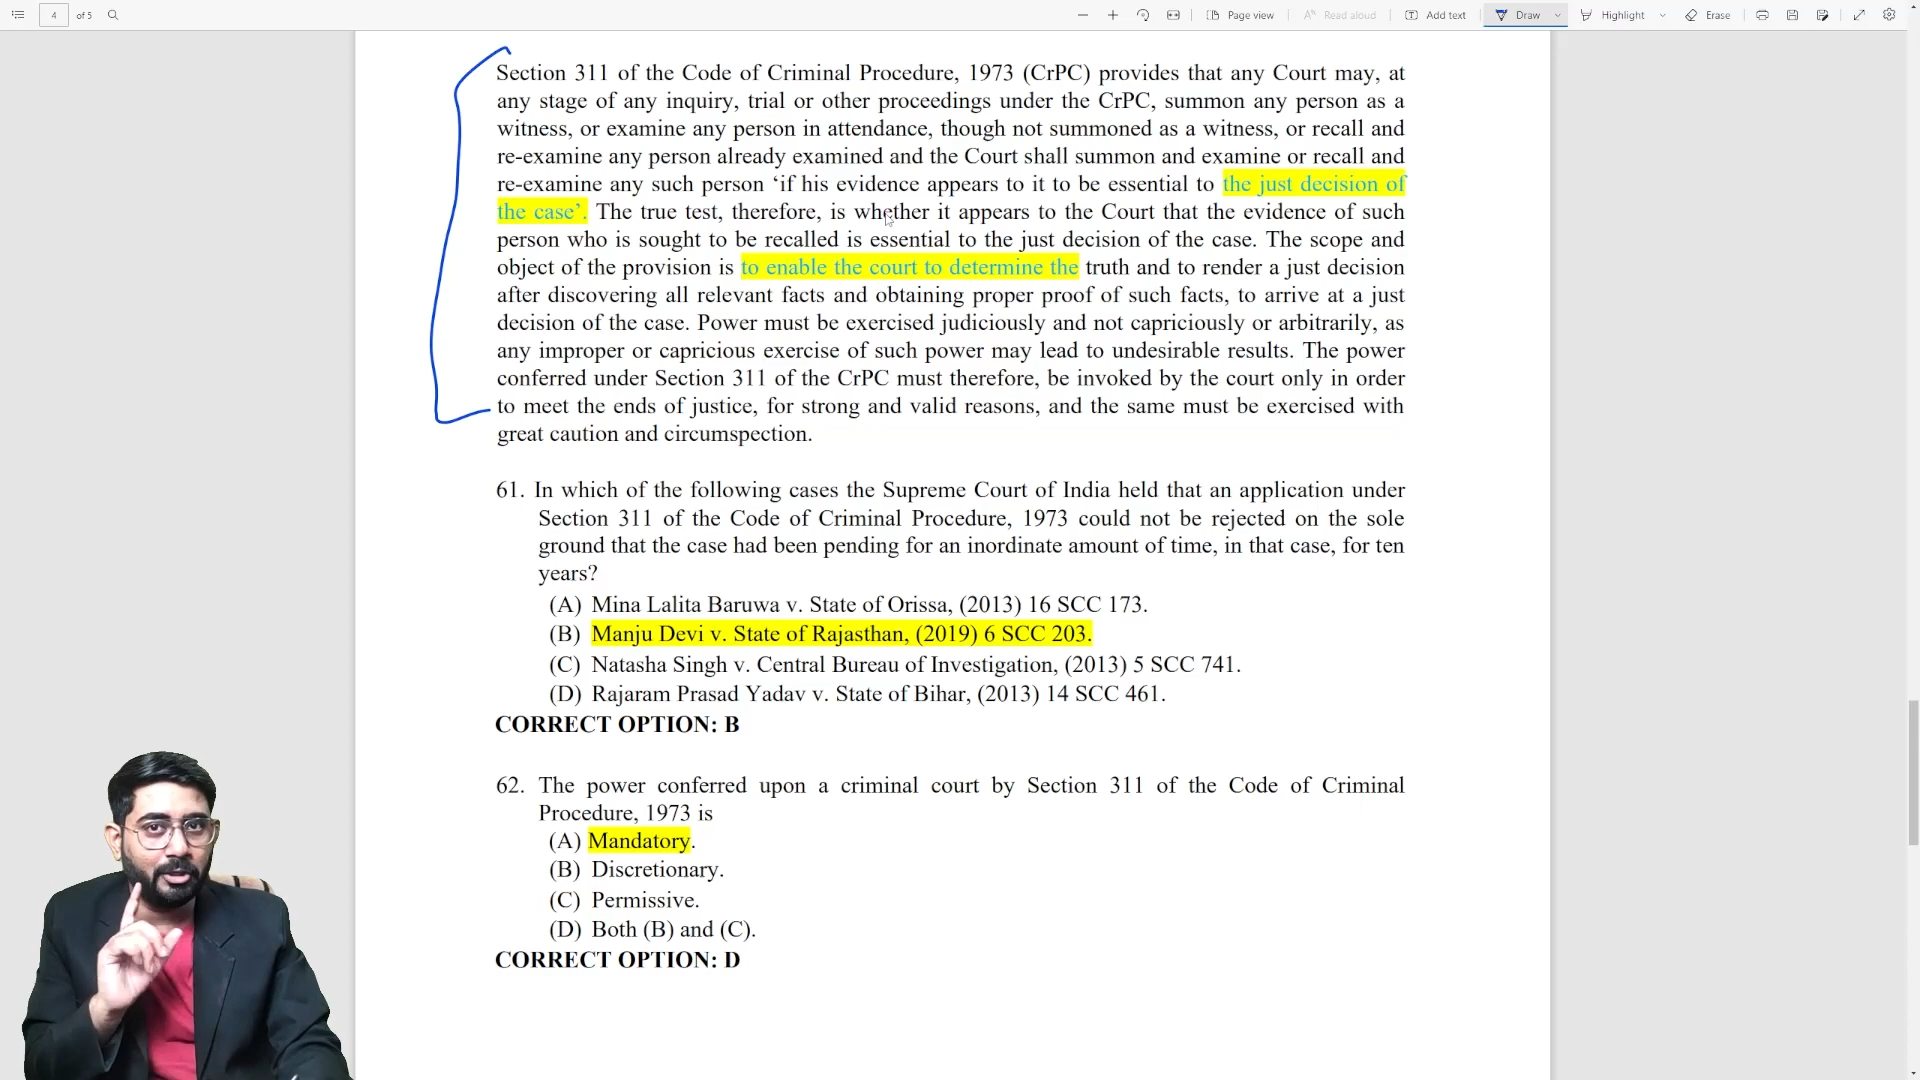 4 of 5 Page view Read aloud Add text Draw Highlight Erase
Section 311 of the Code of Criminal Procedure, 1973 (CrPC) provides that any Court may, at
any stage of any inquiry, trial or other proceedings under the CrPC, summon any person as a
witness, or examine any person in attendance, though not summoned as a witness, or recall and
re-examine any person already examined and the Court shall summon and examine or recall and
re-examine any such person ‘if his evidence appears to it to be essential to the just decision of
the case’. The true test, therefore, is whether it appears to the Court that the evidence of such
person who is sought to be recalled is essential to the just decision of the case. The scope and
object of the provision is to enable the court to determine the truth and to render a just decision
after discovering all relevant facts and obtaining proper proof of such facts, to arrive at a just
decision of the case. Power must be exercised judiciously and not capriciously or arbitrarily, as
any improper or capricious exercise of such power may lead to undesirable results. The power
conferred under Section 311 of the CrPC must therefore, be invoked by the court only in order
to meet the ends of justice, for strong and valid reasons, and the same must be exercised with
great caution and circumspection.
61. In which of the following cases the Supreme Court of India held that an application under
Section 311 of the Code of Criminal Procedure, 1973 could not be rejected on the sole
ground that the case had been pending for an inordinate amount of time, in that case, for ten
years?
(A) Mina Lalita Baruwa v. State of Orissa, (2013) 16 SCC 173.
(B) Manju Devi v. State of Rajasthan, (2019) 6 SCC 203.
(C) Natasha Singh v. Central Bureau of Investigation, (2013) 5 SCC 741.
(D) Rajaram Prasad Yadav v. State of Bihar, (2013) 14 SCC 461.
CORRECT OPTION: B
62. The power conferred upon a criminal court by Section 311 of the Code of Criminal
Procedure, 1973 is
(A) Mandatory.
(B) Discretionary.
(C) Permissive.
(D) Both (B) and (C).
CORRECT OPTION: D